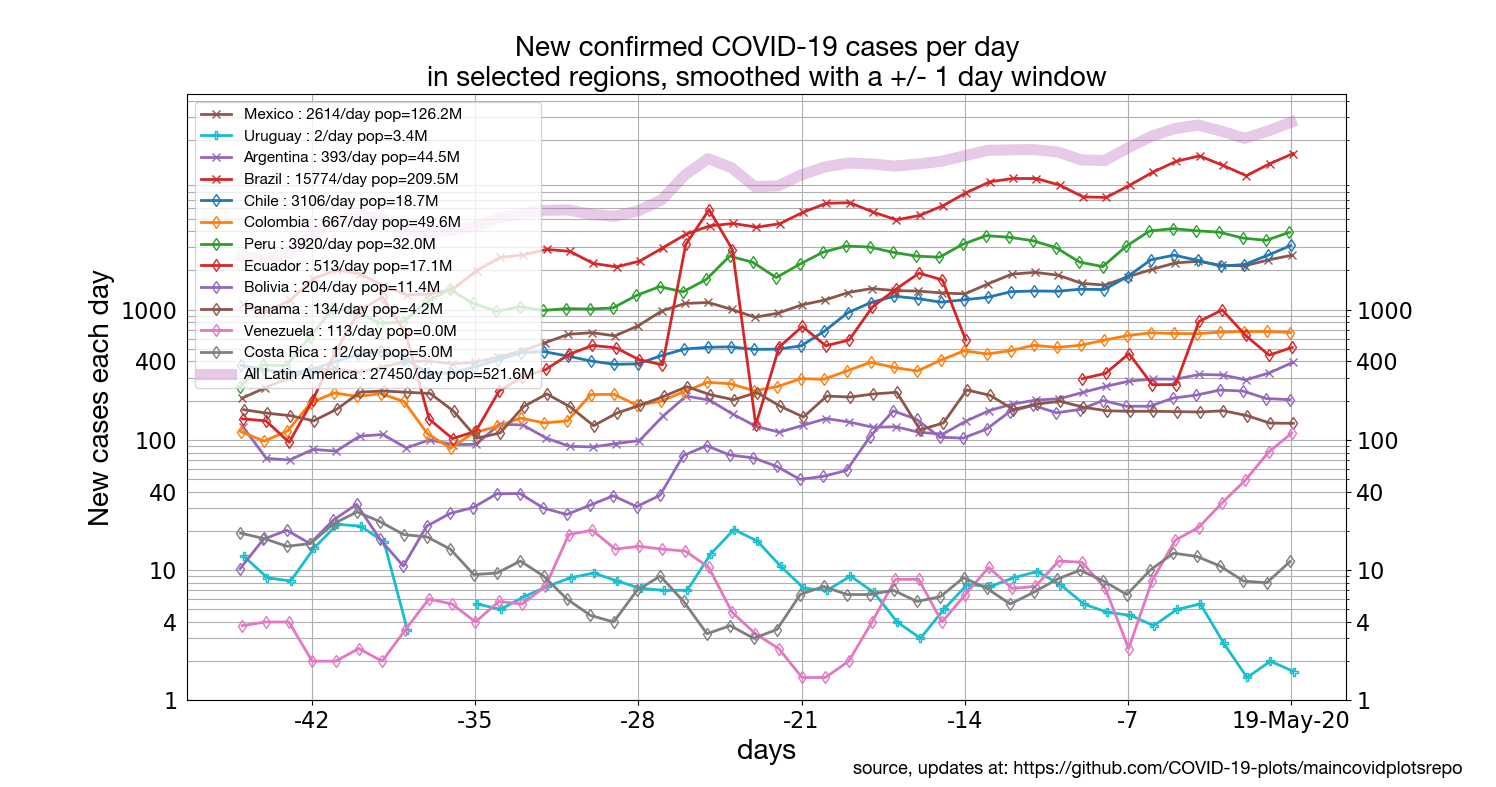 New confirmed COVID-19 cases per day
in selected regions, smoothed with a +/- 1 day window
Mexico : 2614/day pop=126.2M
Uruguay : 2/day pop=3.4M
Argentina : 393/day pop=44.5M
Brazil : 15774/day pop=209.5M
Chile : 3106/day pop=18.7M
Colombia : 667/day pop=49.6M
Peru : 3920/day pop=32.0M
Ecuador : 513/day pop=17.1M
Bolivia : 204/day pop=11.4M
Panama : 134/day pop=4.2M
Venezuela : 113/day pop=0.0M
Costa Rica : 12/day pop=5.0M
All Latin America : 27450/day pop=521.6M
New cases each day
1000
400
100
40
10
4
1
1000
400
100
40
10
4
1
-42 -35 -28 -21 -14 -7 19-May-20
days
source, updates at: https://github.com/COVID-19-plots/maincovidplotsrepo